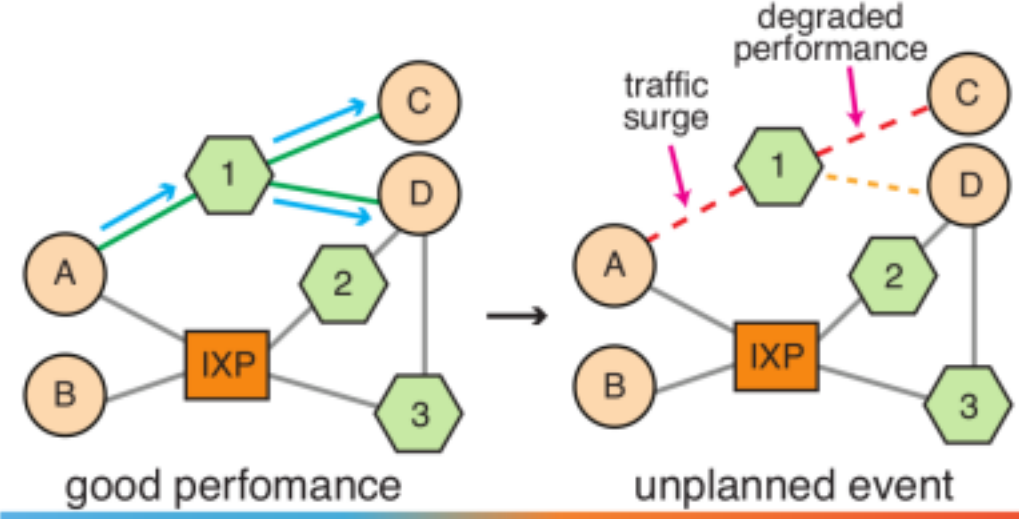 C
1
D
A
2
IXP
B
3
good perfomance
degraded
performance
traffic
surge
C
1
D
A
2
IXP
B
3
unplanned event